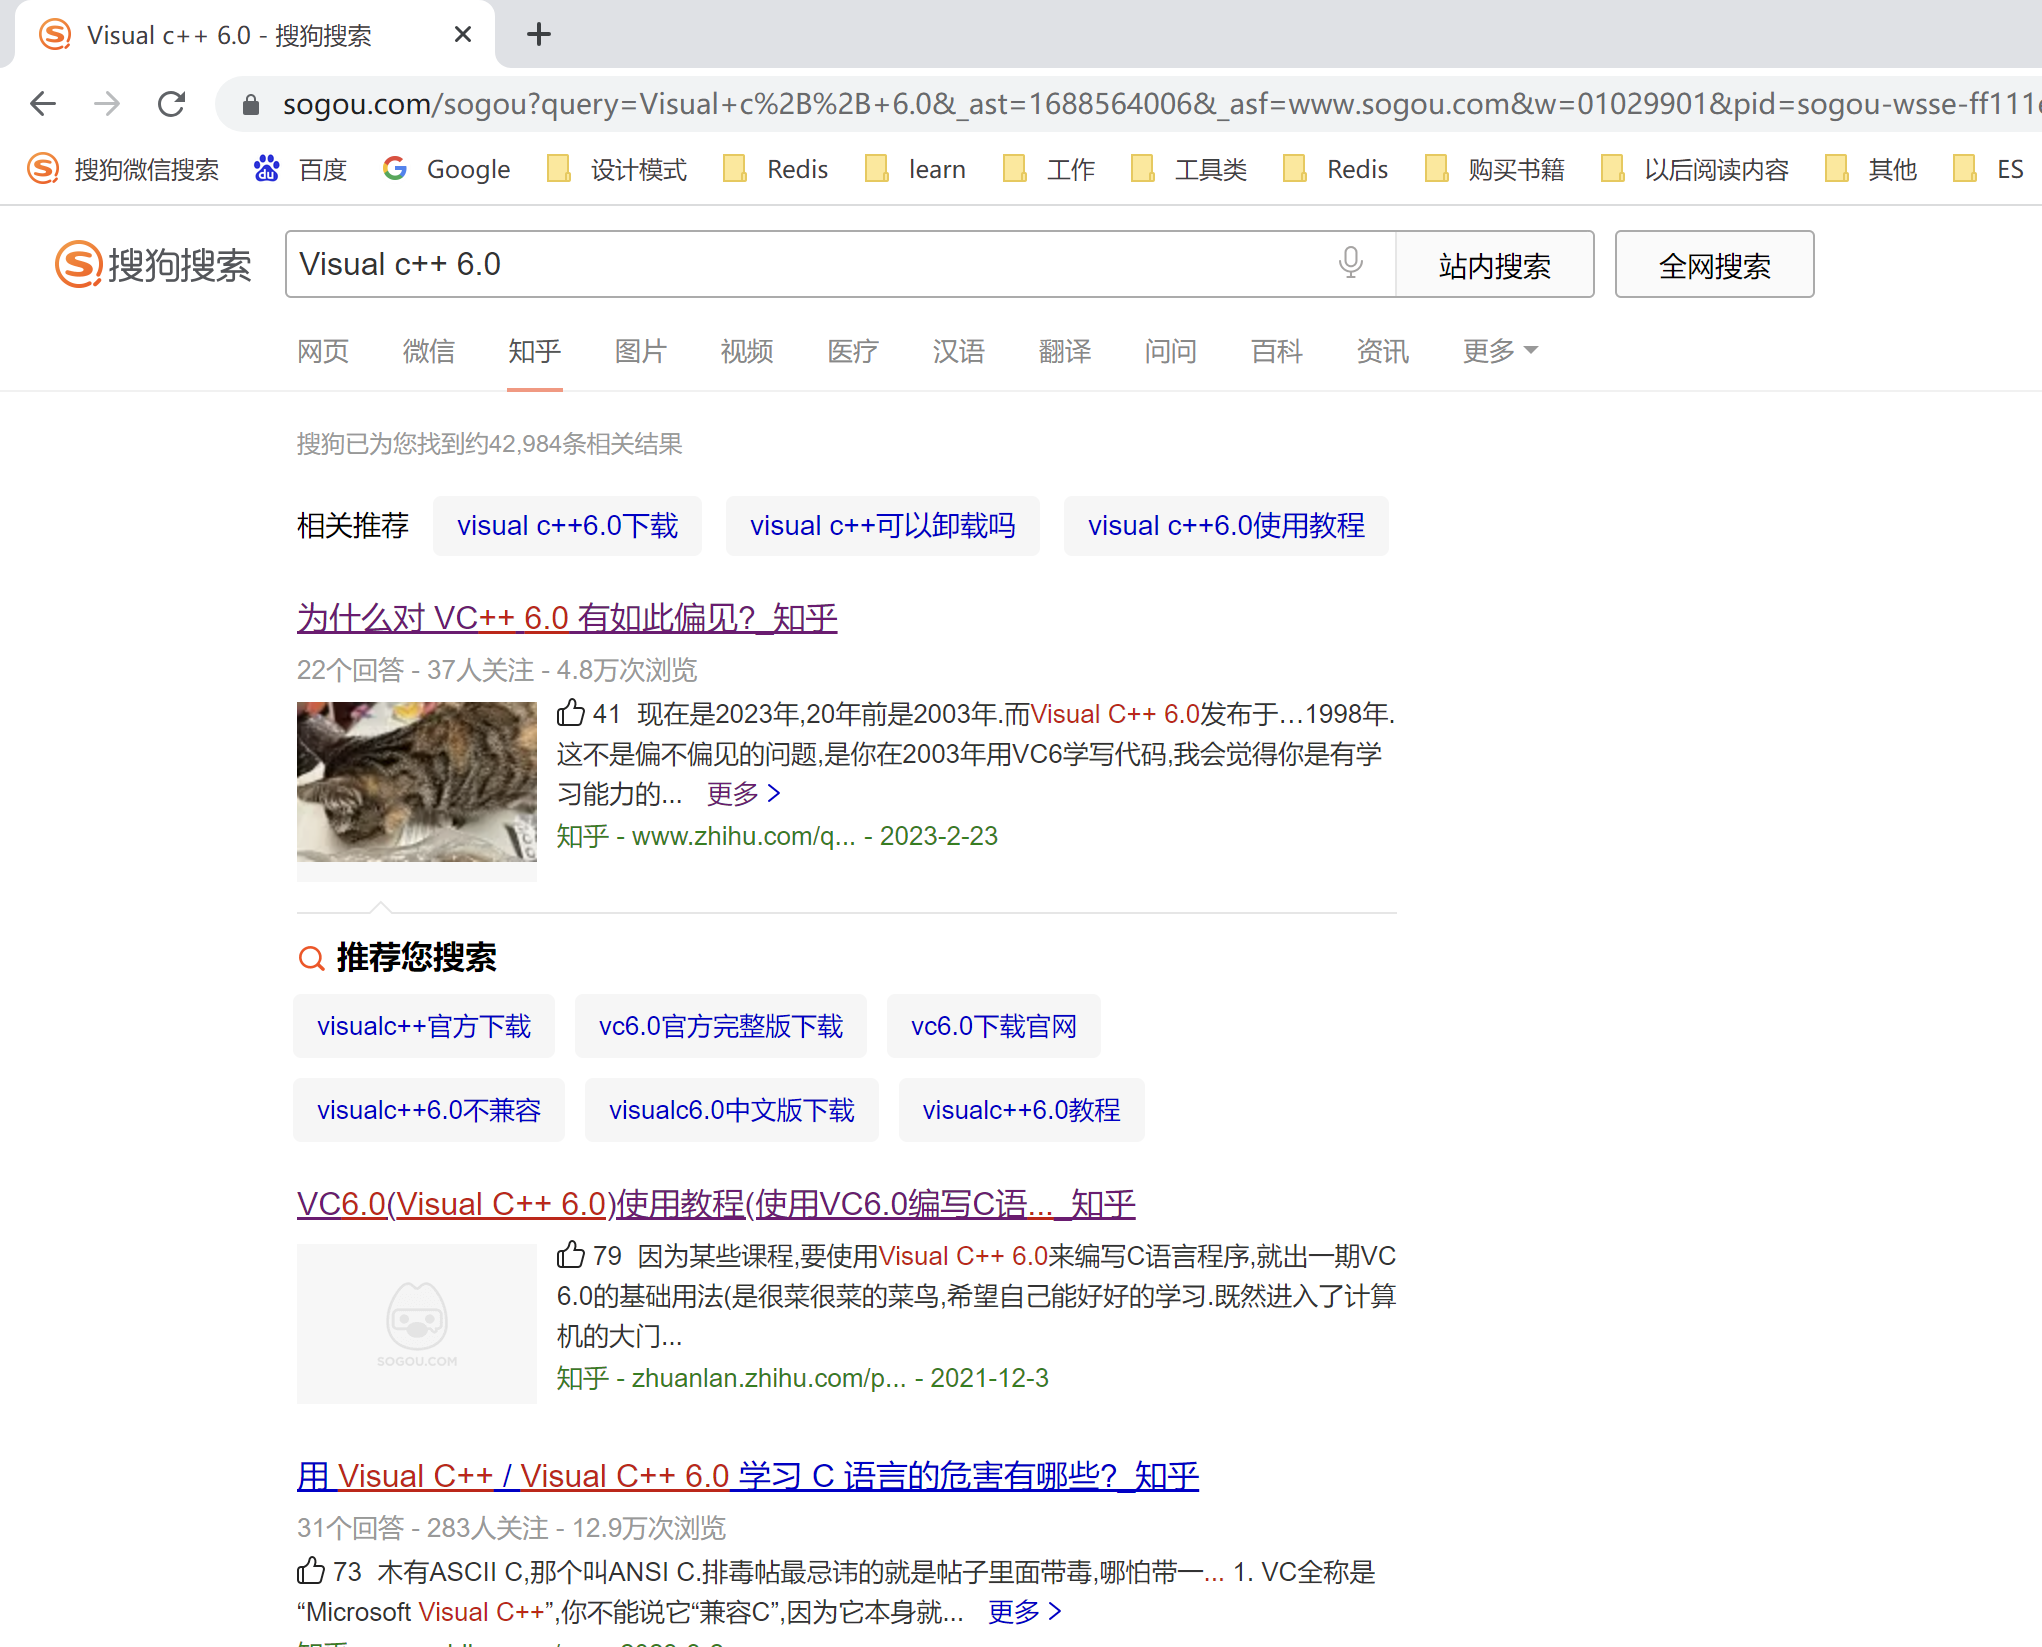 Visual c++ 6.0 - 搜狗搜索
sogou.com/sogou?query=Visual+c%2B%2B+6.0&_ast=1688564006&_asf=www.sogou.com&w=01029901&pid=sogou-wsse-ff111
搜狗微信搜索 百度 Google 设计模式 Redis learn 工作 工具类 Redis 购买书籍 以后阅读内容 其他 ES
搜狗搜索 Visual c++ 6.0 站内搜索 全网搜索
网页 微信 知乎 图片 视频 医疗 汉语 翻译 问问 百科 资讯 更多
搜狗已为您找到约42,984条相关结果
相关推荐 visual c++6.0下载 visual c++可以卸载吗 visual c++6.0使用教程
为什么对 VC++ 6.0 有如此偏见?_知乎
22个回答 - 37人关注 - 4.8万次浏览
41 现在是2023年,20年前是2003年.而Visual C++ 6.0发布于…1998年.
这不是偏不偏见的问题,是你在2003年用VC6学写代码,我会觉得你是有学
习能力的... 更多 >
知乎 - www.zhihu.com/q... - 2023-2-23
推荐您搜索
visualc++官方下载 vc6.0官方完整版下载 vc6.0下载官网
visualc++6.0不兼容 visualc6.0中文版下载 visualc++6.0教程
VC6.0(Visual C++ 6.0)使用教程(使用VC6.0编写C语..._知乎
79 因为某些课程,要使用Visual C++ 6.0来编写C语言程序,就出一期VC
6.0的基础用法(是很菜很菜的菜鸟,希望自己能好好的学习.既然进入了计算
机的大门...
SOGOU.COM
知乎 - zhuanlan.zhihu.com/p... - 2021-12-3
用 Visual C++ / Visual C++ 6.0 学习 C 语言的危害有哪些?_知乎
31个回答 - 283人关注 - 12.9万次浏览
73 木有ASCII C,那个叫ANSI C.排毒帖最忌讳的就是帖子里面带毒,哪怕带一... 1. VC全称是
“Microsoft Visual C++”,你不能说它“兼容C”,因为它本身就... 更多 >